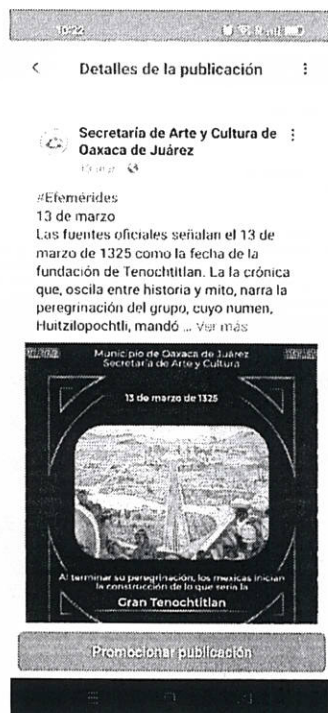 10:22
Detalles de la publicación
Secretaría de Arte y Cultura de
Oaxaca de Juárez
#Efemérides
13 de marzo
Las fuentes oficiales señalan el 13 de
marzo de 1325 como la fecha de la
fundación de Tenochtitlan. La la crónica
que, oscila entre historia y mito, narra la
peregrinación del grupo, cuyo numen,
Huitzilopochtli, mandó ... Ver más
Municipio de Oaxaca de Juárez
Secretaría de Arte y Cultura
13 de marzo de 1325
Al terminar su peregrinación, los mexicas inician
la construcción de lo que sería la
Gran Tenochtitlan
Promocionar publicación